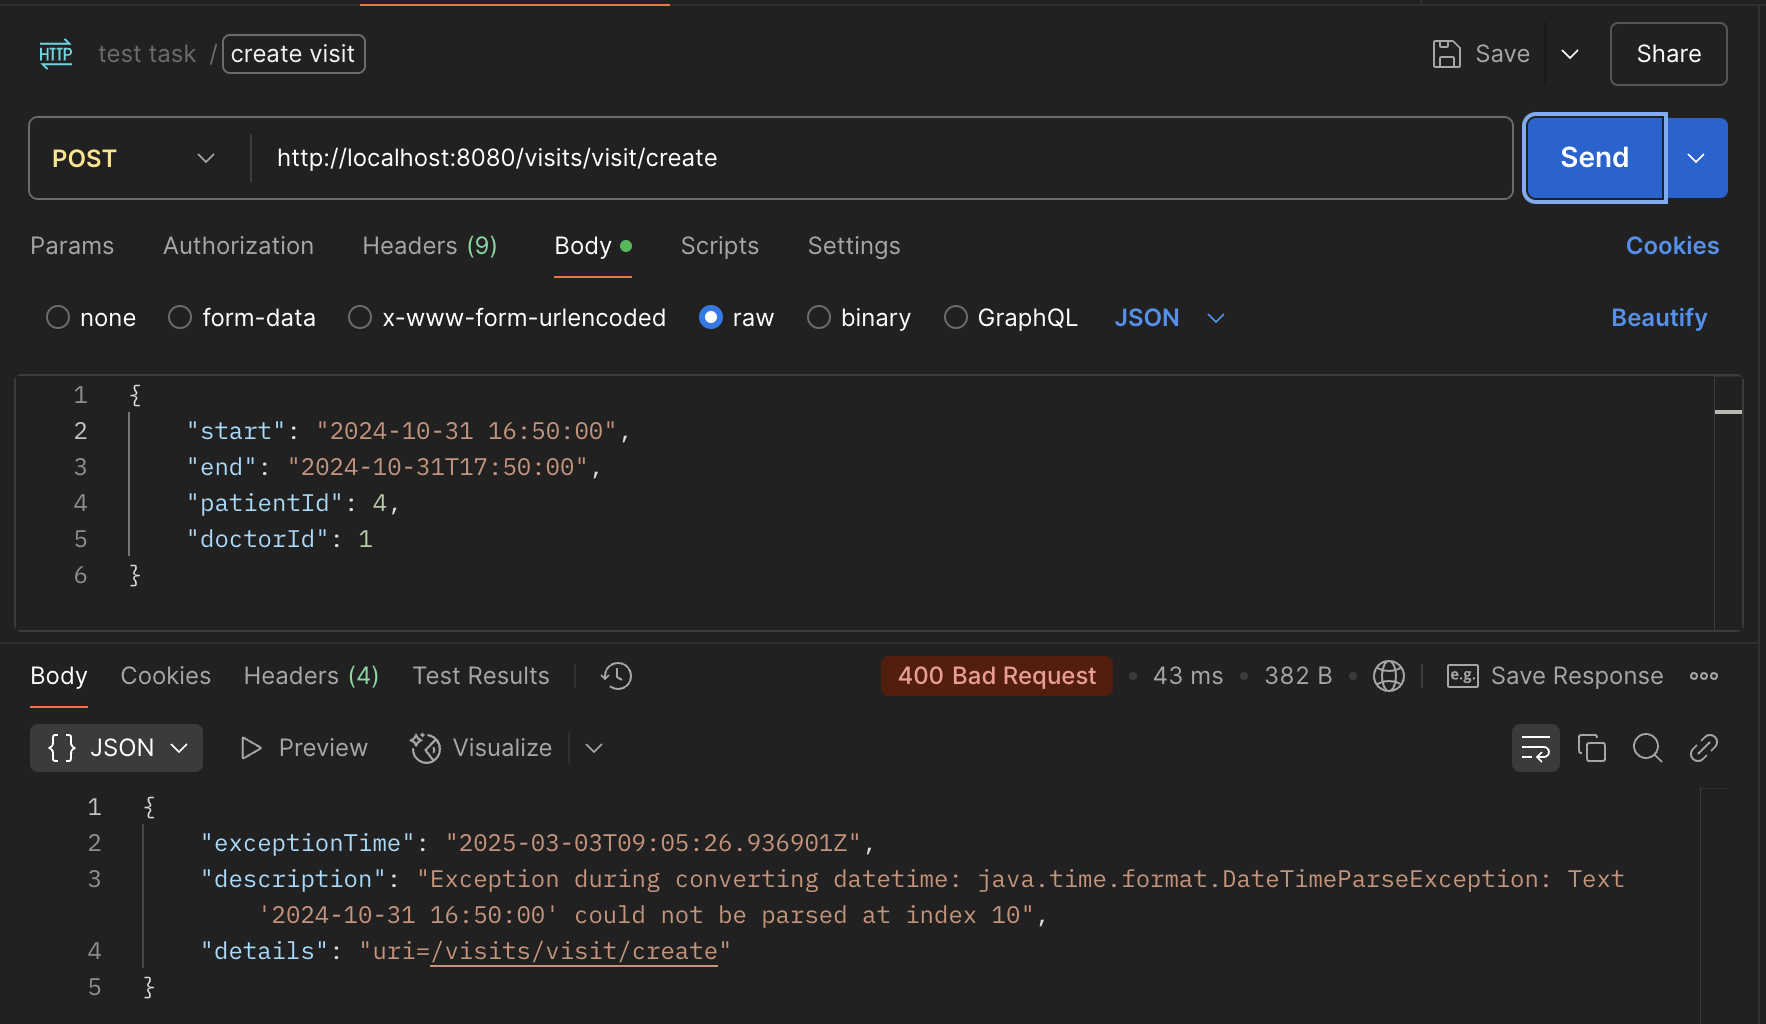 HTTP test task / create visit Save Share
POST http://localhost:8080/visits/visit/create Send
Params Authorization Headers (9) Body Scripts Settings Cookies
none form-data x-www-form-urlencoded raw binary GraphQL JSON Beautify
1 {
2 "start": "2024-10-31 16:50:00",
3 "end": "2024-10-31T17:50:00",
4 "patientId": 4,
5 "doctorId": 1
6 }
Body Cookies Headers (4) Test Results 400 Bad Request • 43 ms • 382 B • e.g. Save Response
{} JSON Preview Visualize
1 {
2 "exceptionTime": "2025-03-03T09:05:26.936901Z",
3 "description": "Exception during converting datetime: java.time.format.DateTimeParseException: Text
'2024-10-31 16:50:00' could not be parsed at index 10",
4 "details": "uri=/visits/visit/create"
5 }